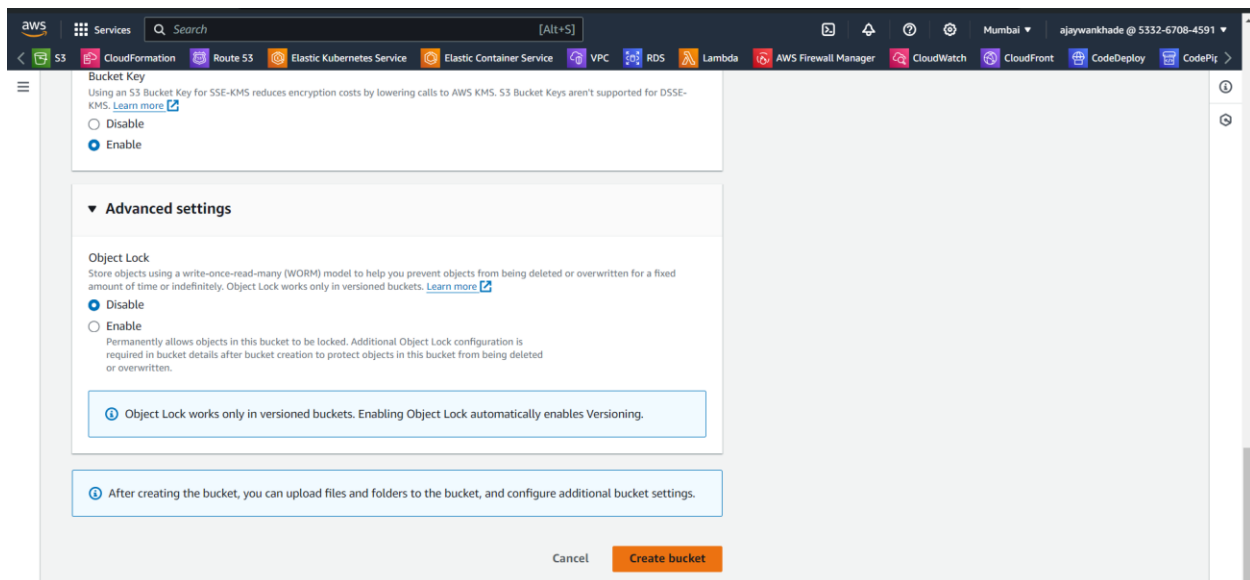 aws
Services
Search
[Alt+S]
Mumbai
ajaywankhade @ 5332-6708-4591
S3
CloudFormation
Route 53
Elastic Kubernetes Service
Elastic Container Service
VPC
RDS
Lambda
AWS Firewall Manager
CloudWatch
CloudFront
CodeDeploy
CodePip
Bucket Key
Using an S3 Bucket Key for SSE-KMS reduces encryption costs by lowering calls to AWS KMS. S3 Bucket Keys aren't supported for DSSE-
KMS. Learn more
Disable
Enable
Advanced settings
Object Lock
Store objects using a write-once-read-many (WORM) model to help you prevent objects from being deleted or overwritten for a fixed
amount of time or indefinitely. Object Lock works only in versioned buckets. Learn more
Disable
Enable
Permanently allows objects in this bucket to be locked. Additional Object Lock configuration is
required in bucket details after bucket creation to protect objects in this bucket from being deleted
or overwritten.
Object Lock works only in versioned buckets. Enabling Object Lock automatically enables Versioning.
After creating the bucket, you can upload files and folders to the bucket, and configure additional bucket settings.
Cancel
Create bucket